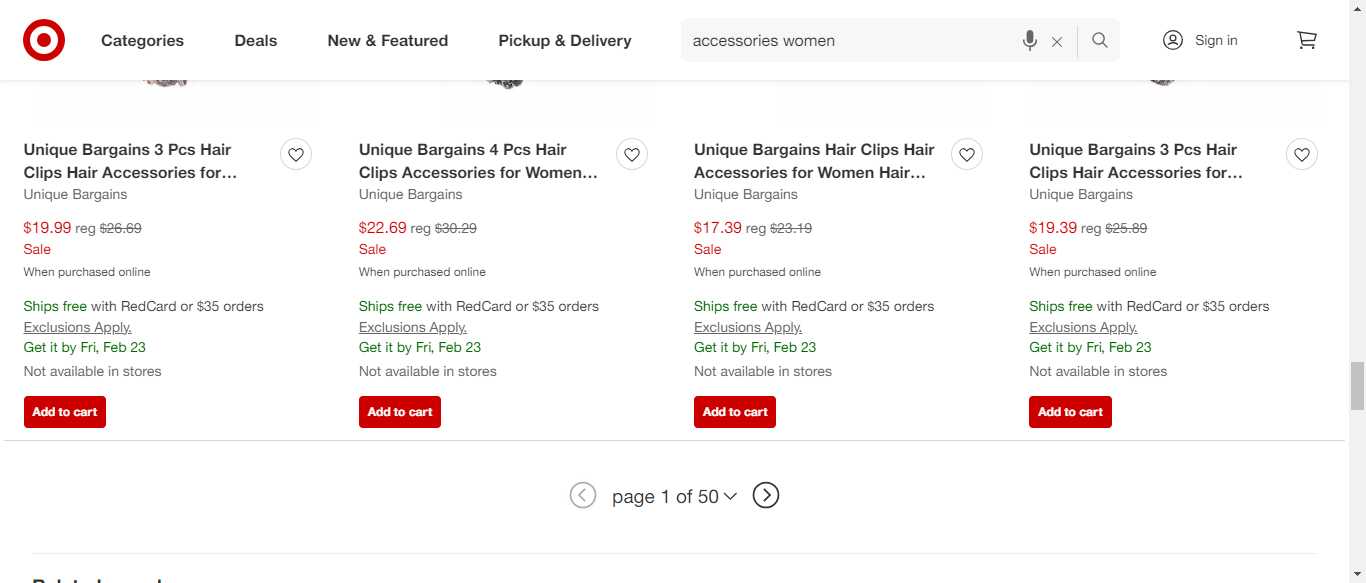 Categories
Deals
New & Featured
Pickup & Delivery
accessories women
Sign in
Unique Bargains 3 Pcs Hair
Clips Hair Accessories for…
Unique Bargains
$19.99 reg $26.69
Sale
When purchased online
Ships free with RedCard or $35 orders
Exclusions Apply.
Get it by Fri, Feb 23
Not available in stores
Add to cart
Unique Bargains 4 Pcs Hair
Clips Accessories for Women…
Unique Bargains
$22.69 reg $30.29
Sale
When purchased online
Ships free with RedCard or $35 orders
Exclusions Apply.
Get it by Fri, Feb 23
Not available in stores
Add to cart
Unique Bargains Hair Clips Hair
Accessories for Women Hair…
Unique Bargains
$17.39 reg $23.19
Sale
When purchased online
Ships free with RedCard or $35 orders
Exclusions Apply.
Get it by Fri, Feb 23
Not available in stores
Add to cart
Unique Bargains 3 Pcs Hair
Clips Hair Accessories for…
Unique Bargains
$19.39 reg $25.89
Sale
When purchased online
Ships free with RedCard or $35 orders
Exclusions Apply.
Get it by Fri, Feb 23
Not available in stores
Add to cart
page 1 of 50